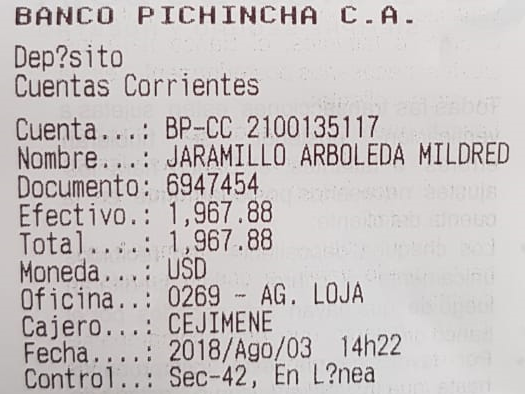 BANCO PICHINCHA C.A.
Dep?sito
Cuentas Corrientes
Cuenta...: BP-CC 2100135117
Nombre...: JARAMILLO ARBOLEDA MILDRED
Documento: 6947454
Efectivo.: 1,967.88
Total....: 1,967.88
Moneda...: USD
Oficina..: 0269 - AG. LOJA
Cajero...: CEJIMENE
Fecha....: 2018/Ago/03 14h22
Control..: Sec-42, En L?nea